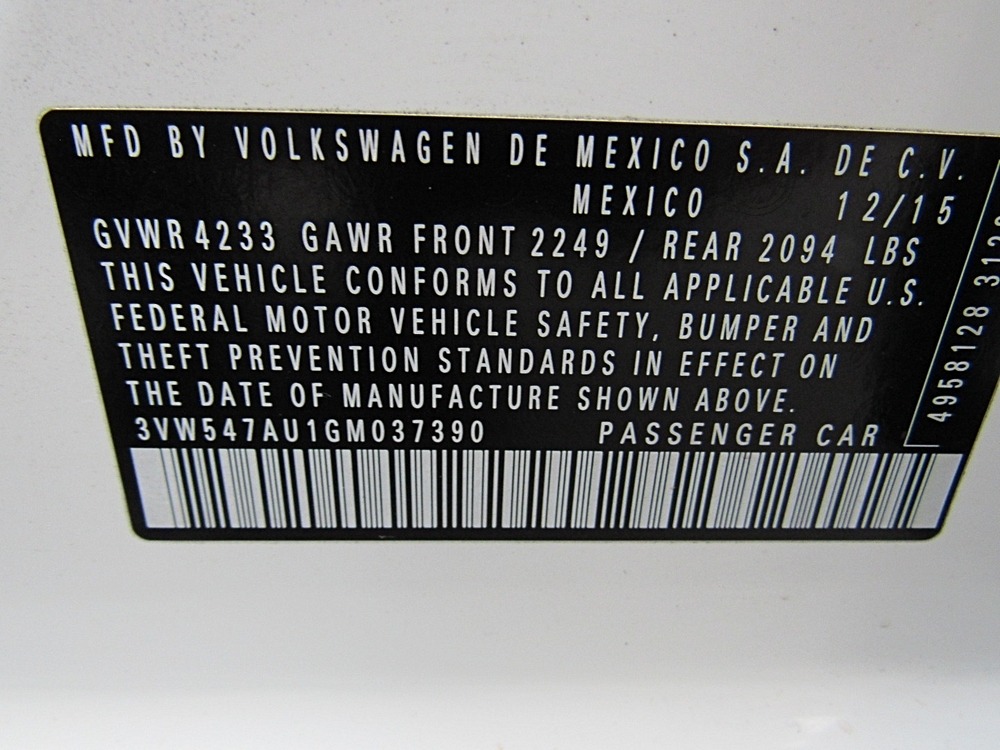 MFD BY VOLKSWAGEN DE MEXICO S.A. DE C.V.
MEXICO 12/15
GVWR 4233 GAWR FRONT 2249 / REAR 2094 LBS
THIS VEHICLE CONFORMS TO ALL APPLICABLE U.S.
FEDERAL MOTOR VEHICLE SAFETY, BUMPER AND
THEFT PREVENTION STANDARDS IN EFFECT ON
THE DATE OF MANUFACTURE SHOWN ABOVE.
3VW547AU1GM037390 PASSENGER CAR
4958128